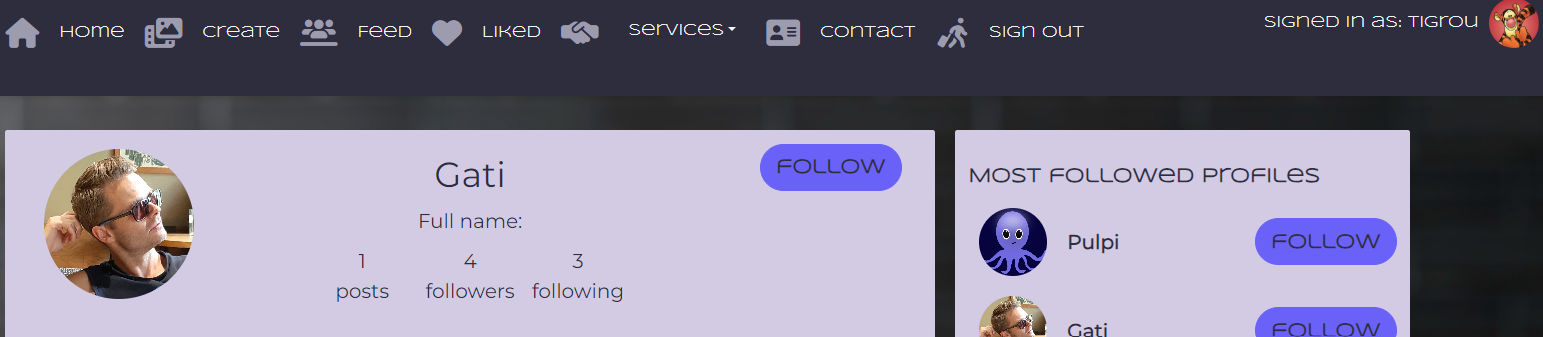 Home Create Feed Liked Services Contact Sign out Signed in as: Tigrou
Gati
FOLLOW
Full name:
1 4 3
posts followers following
Most followed profiles
Pulpi FOLLOW
Gati FOLLOW